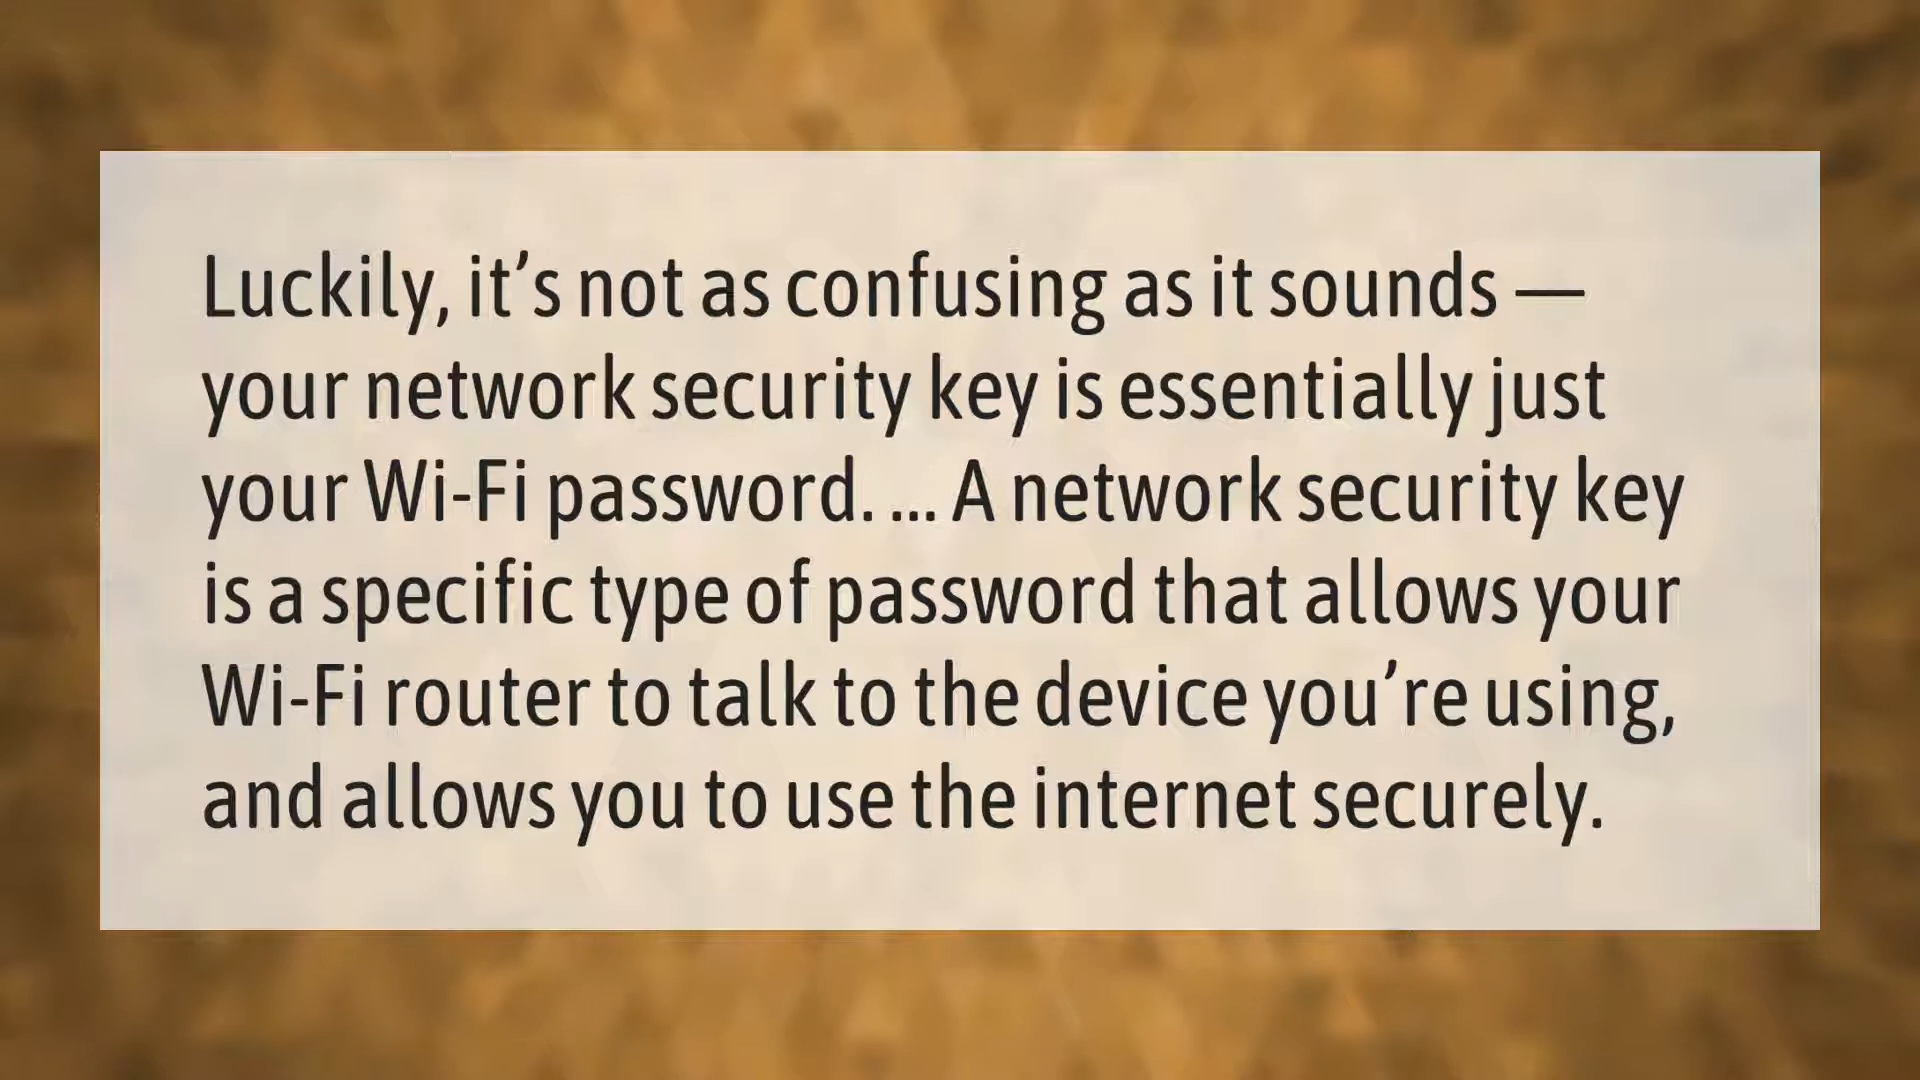 Luckily, it’s not as confusing as it sounds —
your network security key is essentially just
your Wi-Fi password. ... A network security key
is a specific type of password that allows your
Wi-Fi router to talk to the device you’re using,
and allows you to use the internet securely.